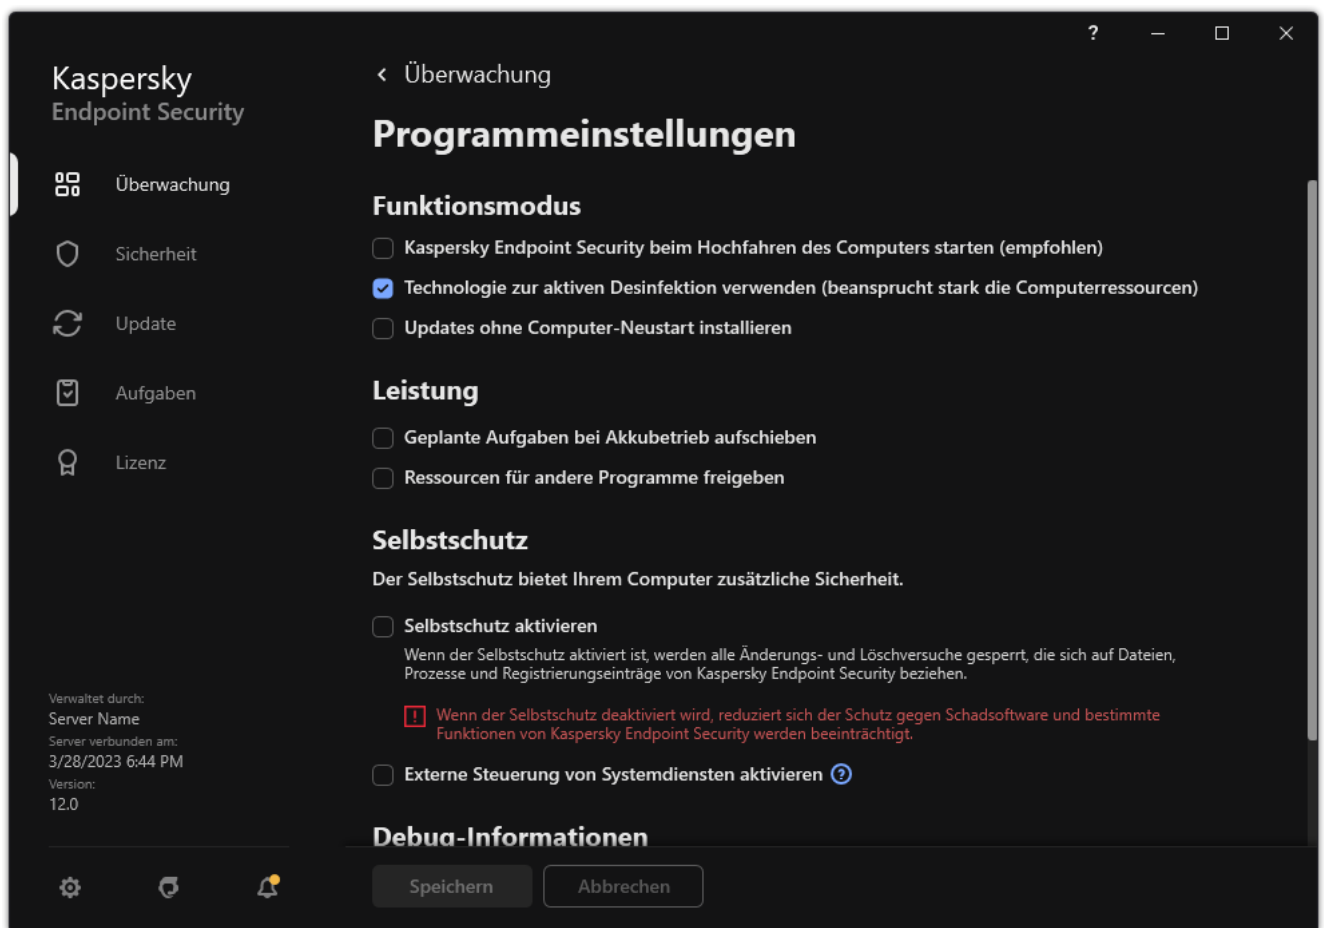 ?
Kaspersky
Endpoint Security
Überwachung
Sicherheit
Update
Aufgaben
Lizenz
Verwaltet durch:
Server Name
Server verbunden am:
3/28/2023 6:44 PM
Version:
12.0
Überwachung
Programmeinstellungen
Funktionsmodus
Kaspersky Endpoint Security beim Hochfahren des Computers starten (empfohlen)
Technologie zur aktiven Desinfektion verwenden (beansprucht stark die Computerressourcen)
Updates ohne Computer-Neustart installieren
Leistung
Geplante Aufgaben bei Akkubetrieb aufschieben
Ressourcen für andere Programme freigeben
Selbstschutz
Der Selbstschutz bietet Ihrem Computer zusätzliche Sicherheit.
Selbstschutz aktivieren
Wenn der Selbstschutz aktiviert ist, werden alle Änderungs- und Löschversuche gesperrt, die sich auf Dateien,
Prozesse und Registrierungseinträge von Kaspersky Endpoint Security beziehen.
Wenn der Selbstschutz deaktiviert wird, reduziert sich der Schutz gegen Schadsoftware und bestimmte
Funktionen von Kaspersky Endpoint Security werden beeinträchtigt.
Externe Steuerung von Systemdiensten aktivieren ?
Debug-Informationen
Speichern
Abbrechen